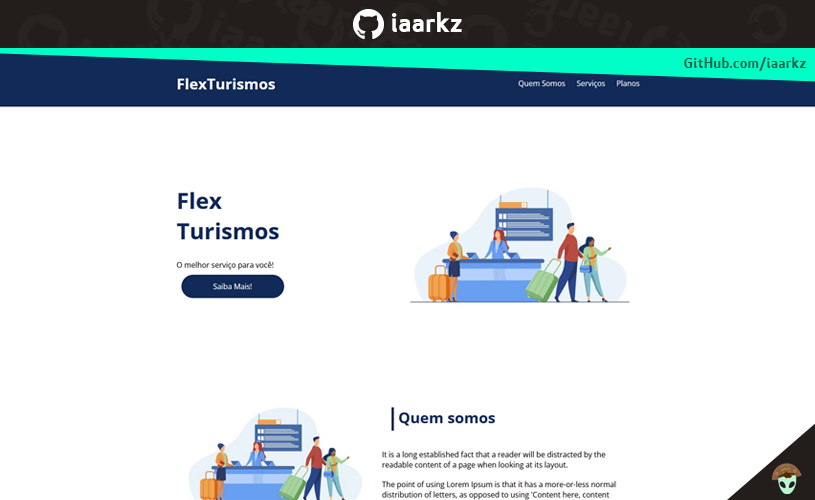 iaarkz
GitHub.com/iaarkz
FlexTurismos
Quem Somos Serviços Planos
Flex
Turismos
O melhor serviço para você!
Saiba Mais!
Quem somos
It is a long established fact that a reader will be distracted by the
readable content of a page when looking at its layout.
The point of using Lorem Ipsum is that it has a more-or-less normal
distribution of letters, as opposed to using 'Content here, content